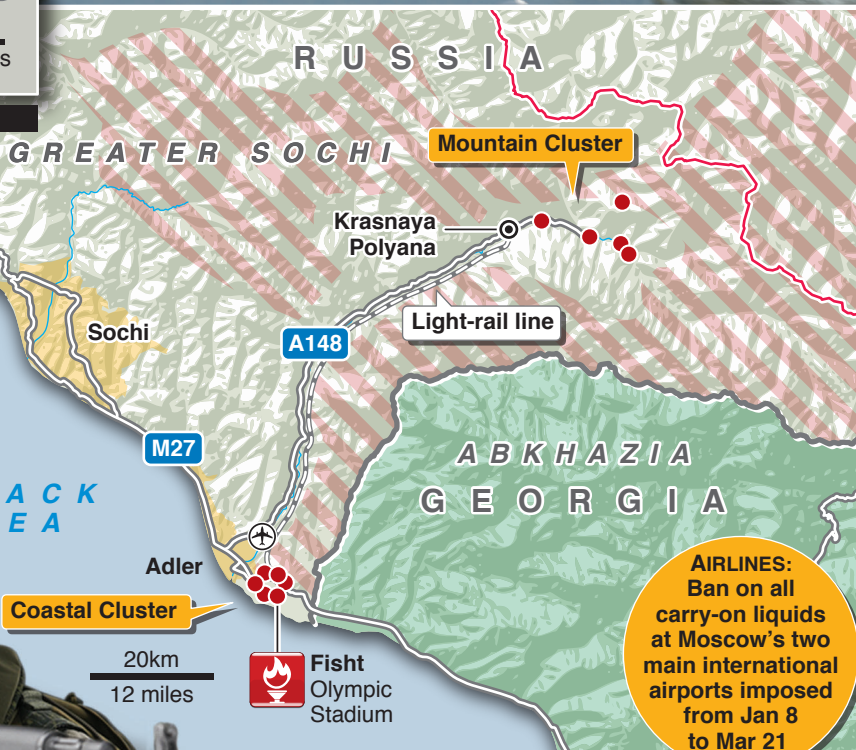 s
RUSSIA
GREATER SOCHI
Mountain Cluster
Krasnaya
Polyana
Light-rail line
Sochi
A148
M27
ABKHAZIA
GEORGIA
ACK
EA
Adler
Coastal Cluster
20km
12 miles
Fisht
Olympic
Stadium
AIRLINES:
Ban on all
carry-on liquids
at Moscow’s two
main international
airports imposed
from Jan 8
to Mar 21